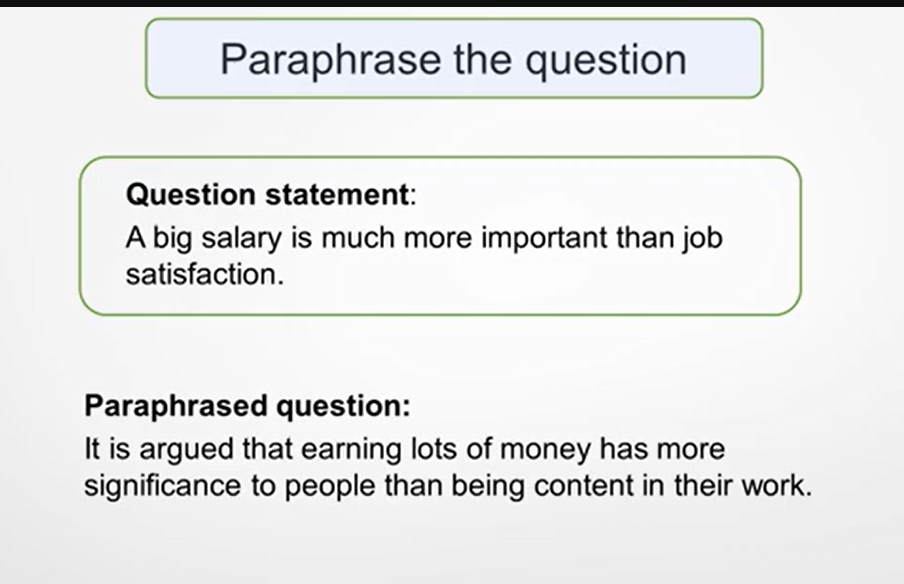 Paraphrase the question
Question statement:
A big salary is much more important than job
satisfaction.
Paraphrased question:
It is argued that earning lots of money has more
significance to people than being content in their work.